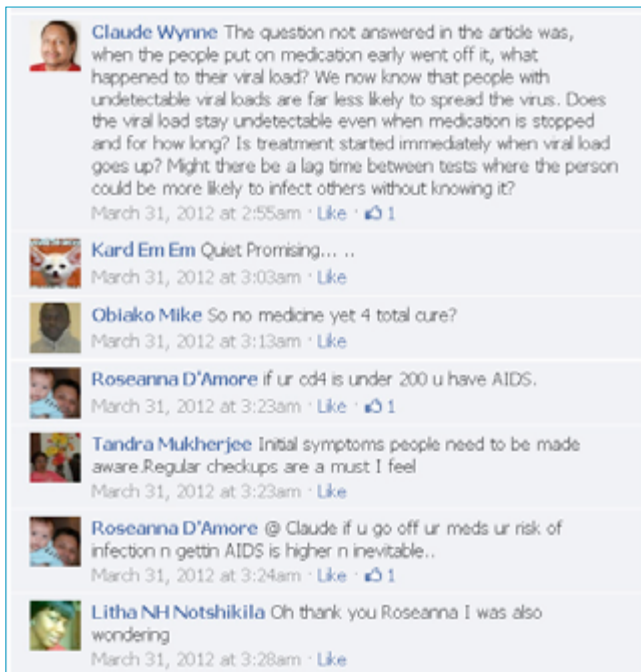 Claude Wynne The question not answered in the article was,
when the people put on medication early went off it, what
happened to their viral load? We now know that people with
undetectable viral loads are far less likely to spread the virus. Does
the viral load stay undetectable even when medication is stopped
and for how long? Is treatment started immediately when viral load
goes up? Might there be a lag time between tests where the person
could be more likely to infect others without knowing it?
March 31, 2012 at 2:55am · Like · 1
Kard Em Em Quiet Promising... ..
March 31, 2012 at 3:03am · Like
Obiako Mike So no medicine yet 4 total cure?
March 31, 2012 at 3:13am · Like
Roseanna D'Amore if ur cd4 is under 200 u have AIDS.
March 31, 2012 at 3:23am · Like · 1
Tandra Mukherjee Initial symptoms people need to be made
aware.Regular checkups are a must I feel
March 31, 2012 at 3:23am · Like
Roseanna D'Amore @ Claude if u go off ur meds ur risk of
infection n gettin AIDS is higher n inevitable..
March 31, 2012 at 3:24am · Like · 1
Litha NH Notshikila Oh thank you Roseanna I was also
wondering
March 31, 2012 at 3:28am · Like